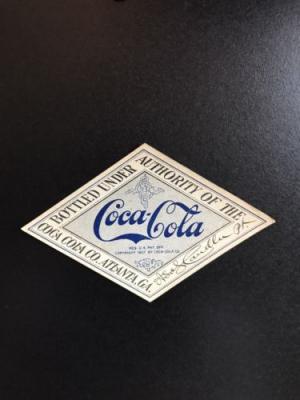 BOTTLED UNDER AUTHORITY OF THE
Coca-Cola
REG. U.S. PAT. OFF.
COPYRIGHT 1907 BY COCA-COLA CO.
COCA COLA CO. ATLANTA, GA.